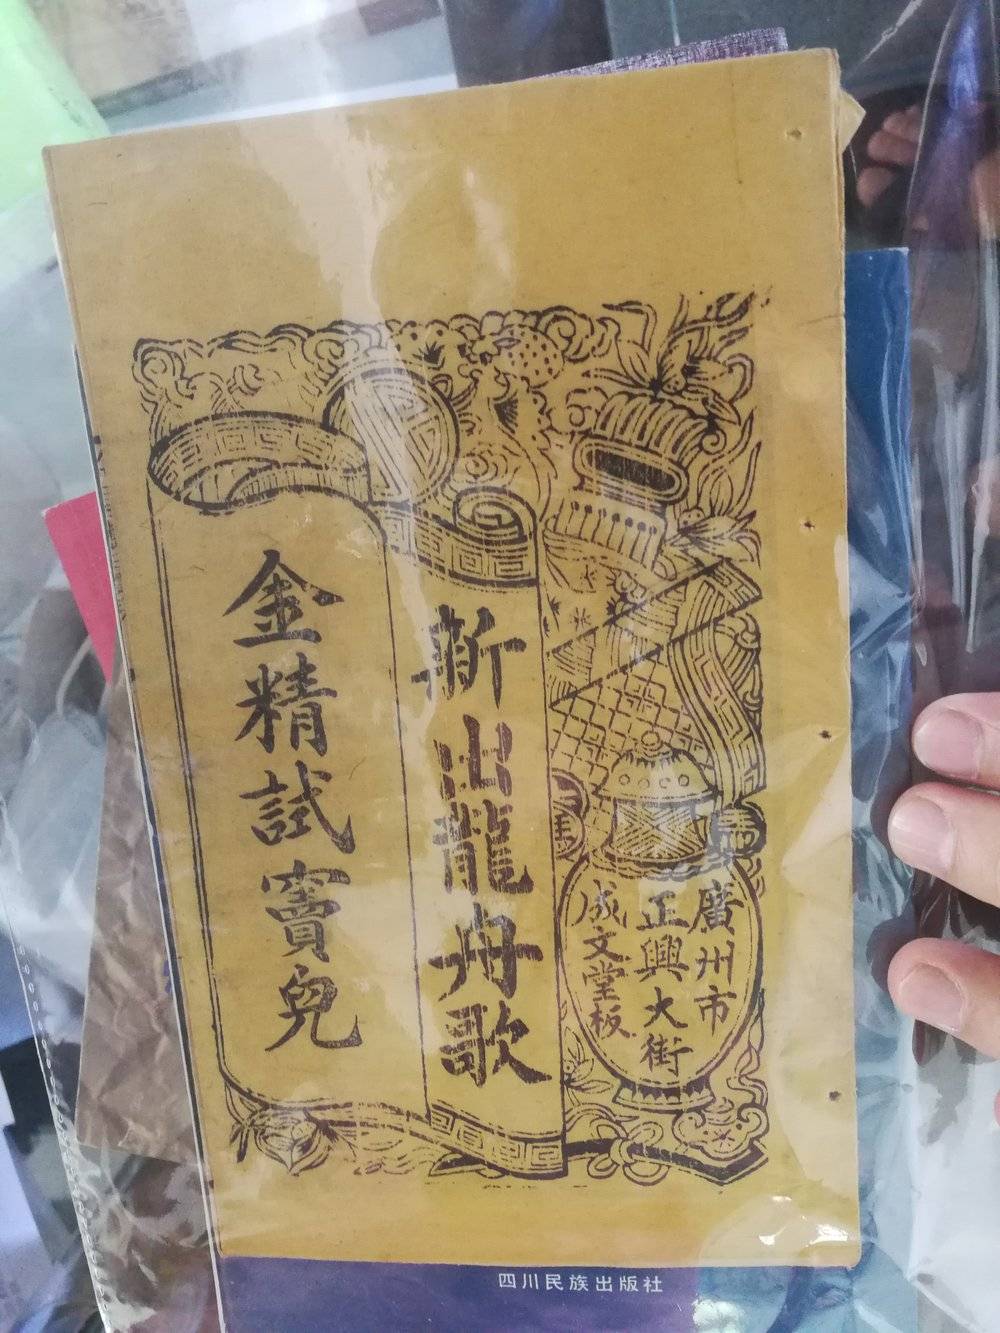 廣州市
正興大街
成文堂板
新出龍舟歌
金精試竇兒
四川民族出版社